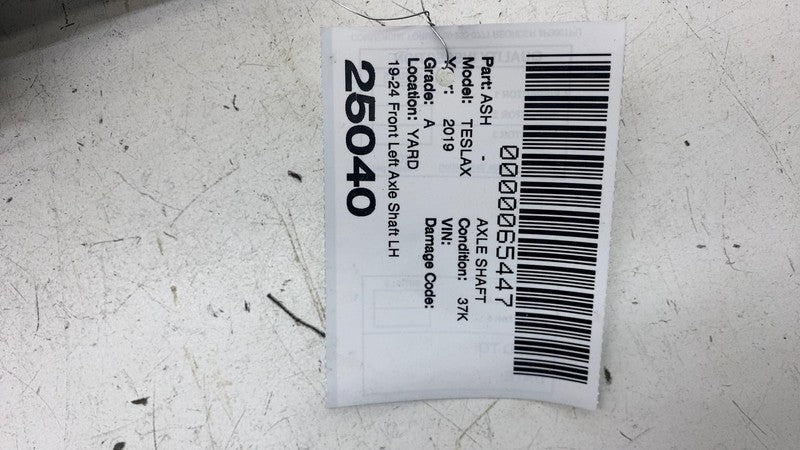 0000065447
Part: ASH - AXLE SHAFT
Model: TESLAX Condition: 37K
2019 VIN:
Grade: A Damage Code:
Location: YARD
19-24 Front Left Axle Shaft LH
25040